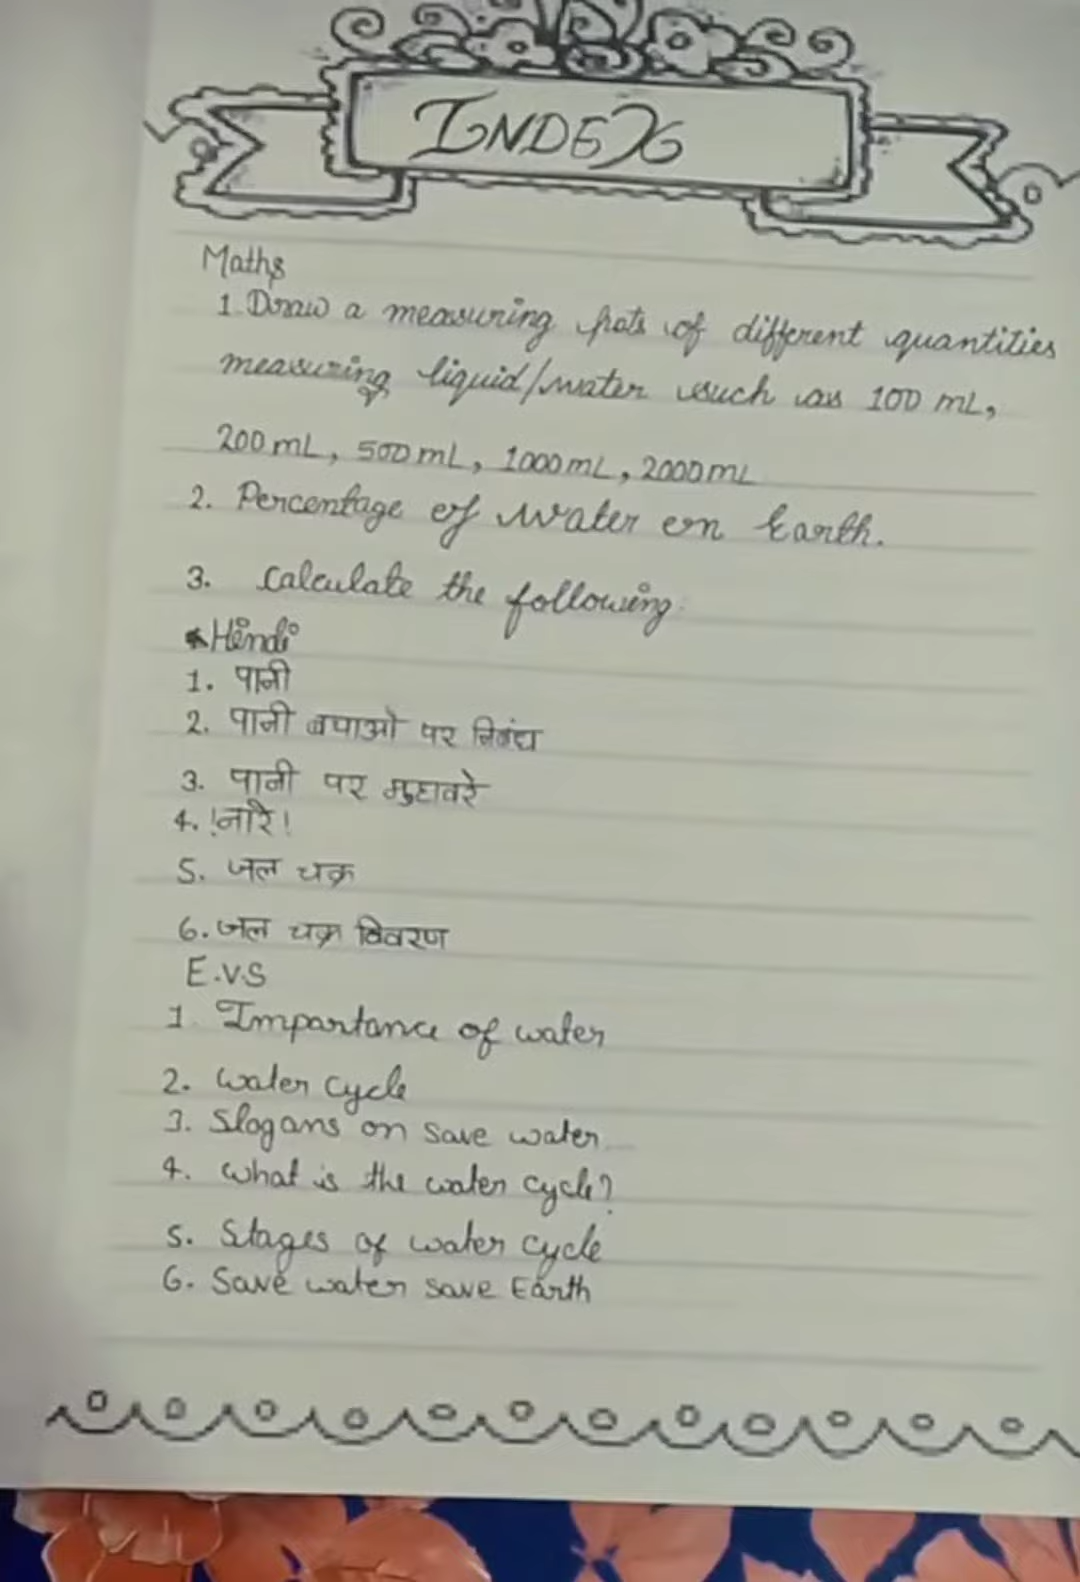 INDEX
Maths
1. Draw a measuring pots of different quantities
measuring liquid/water such as 100 mL,
200 mL, 500 mL, 1000 mL, 2000 mL
2. Percentage of water on Earth.
3. Calculate the following.
Hindi
1. पानी
2. पानी बचाओ पर निबंध
3. पानी पर मुहावरे
4. !नारे!
5. जल चक्र
6. जल चक्र विवरण
E.V.S
1. Impartance of water
2. Water cycle
3. Slogans on save water
4. What is the water cycle?
5. Stages of water cycle
6. Save water save Earth